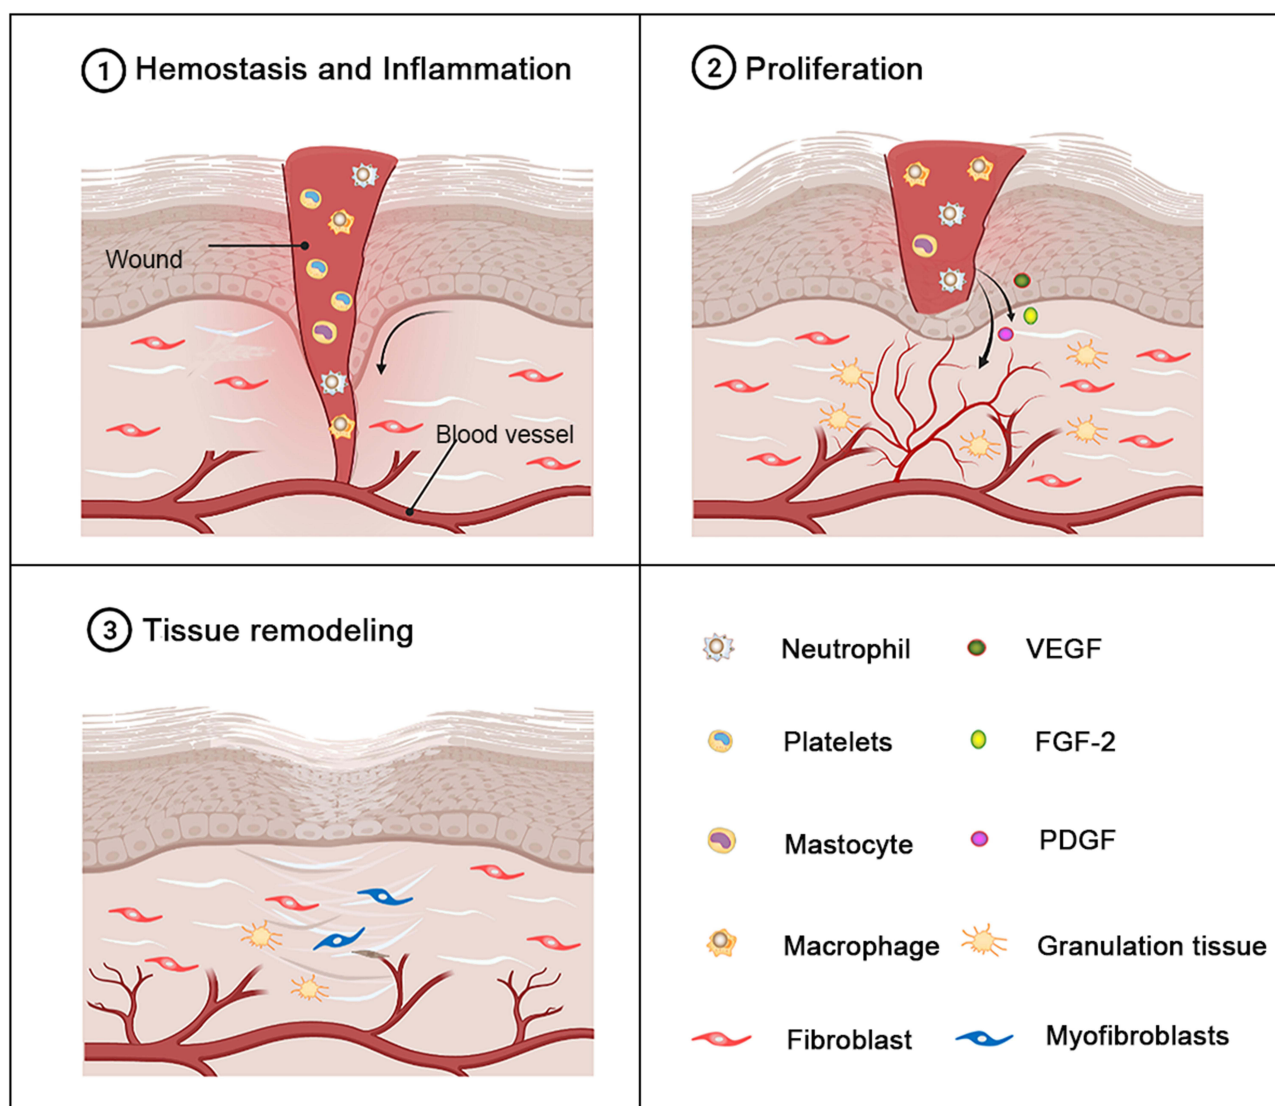 1 Hemostasis and Inflammation
Wound
Blood vessel
2 Proliferation
3 Tissue remodeling
Neutrophil
VEGF
Platelets
FGF-2
Mastocyte
PDGF
Macrophage
Granulation tissue
Fibroblast
Myofibroblasts